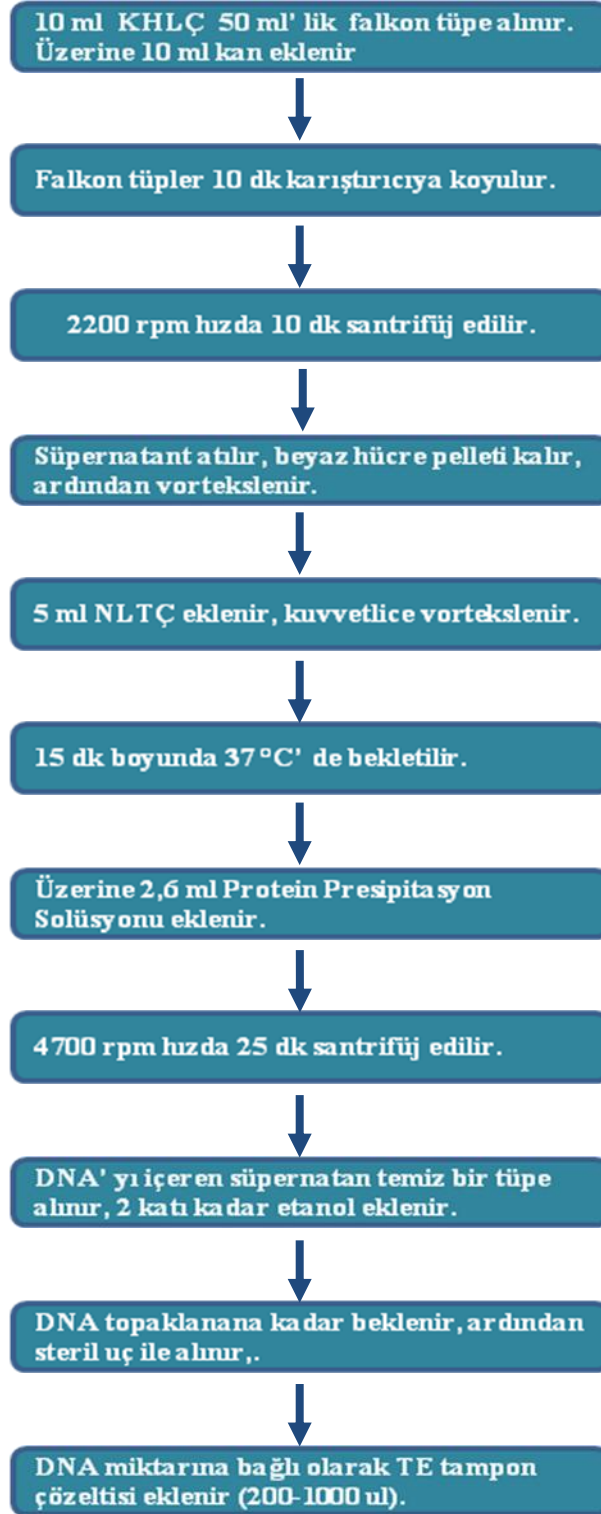 10 ml KHLÇ 50 ml' lik falkon tüpe alınır.
Üzerine 10 ml kan eklenir
Falkon tüpler 10 dk karıştırıcıya koyulur.
2200 rpm hızda 10 dk santrifüj edilir.
Süpernatant atılır, beyaz hücre pelleti kalır,
ardından vortekslenir.
5 ml NLTÇ eklenir, kuvvetlice vortekslenir.
15 dk boyunda 37 °C' de bekletilir.
Üzerine 2,6 ml Protein Presipitasyon
Solüsyonu eklenir.
4700 rpm hızda 25 dk santrifüj edilir.
DNA' yı içeren süpernatan temiz bir tüpe
alınır, 2 katı kadar etanol eklenir.
DNA topaklanana kadar beklenir, ardından
steril uç ile alınır,.
DNA miktarına bağlı olarak TE tampon
çözeltisi eklenir (200-1000 ul).